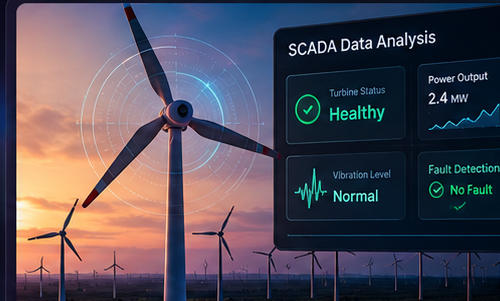 SCADA Data Analysis
Turbine Status
Healthy
Power Output
2.4 MW
Vibration Level
Normal
Fault Detection
No Fault